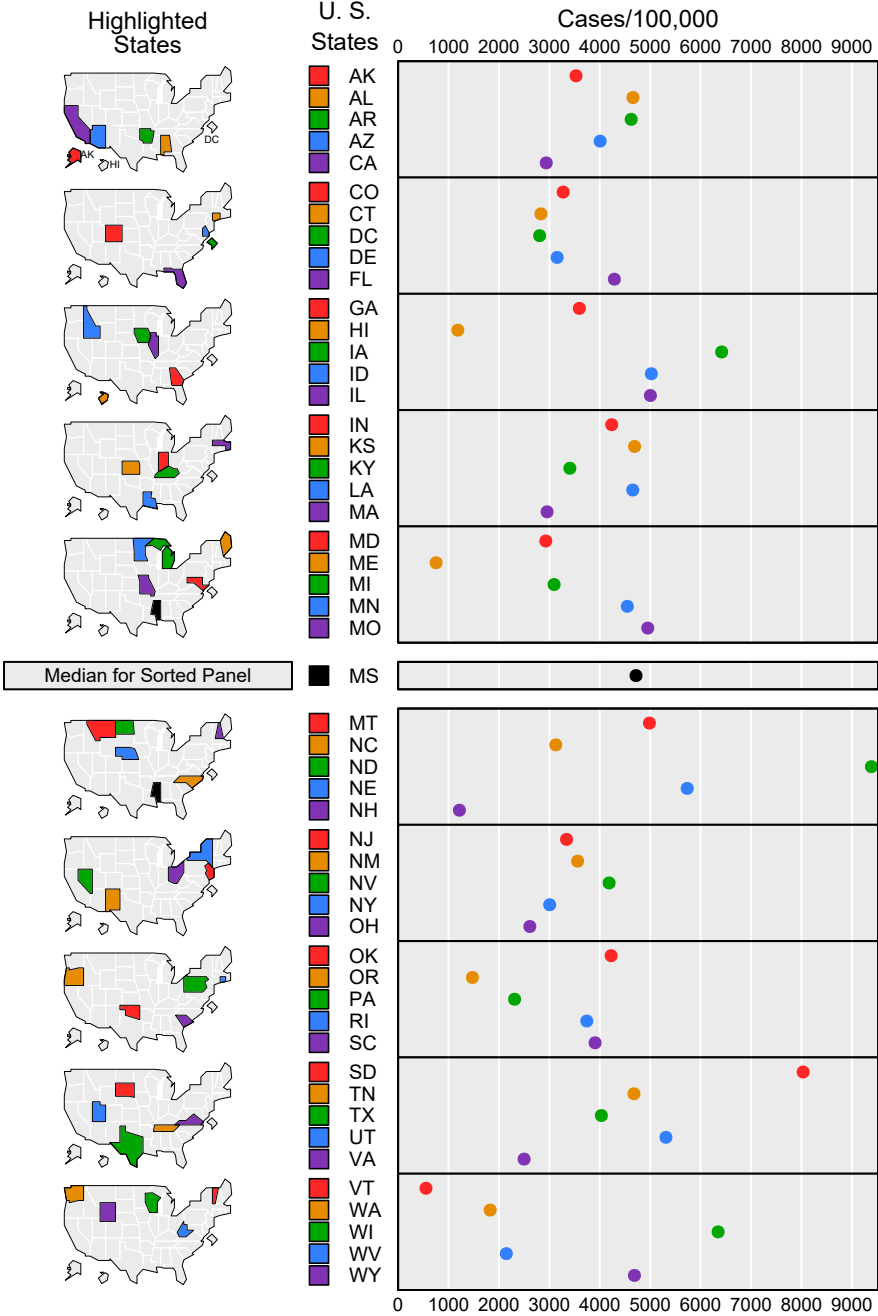 Highlighted
States
U. S.
States
Cases/100,000
0 1000 2000 3000 4000 5000 6000 7000 8000 9000
AK
AL
AR
AZ
CA
AK
HI
DC
CO
CT
DC
DE
FL
GA
HI
IA
ID
IL
IN
KS
KY
LA
MA
MD
ME
MI
MN
MO
Median for Sorted Panel
MS
MT
NC
ND
NE
NH
NJ
NM
NV
NY
OH
OK
OR
PA
RI
SC
SD
TN
TX
UT
VA
VT
WA
WI
WV
WY
0 1000 2000 3000 4000 5000 6000 7000 8000 9000